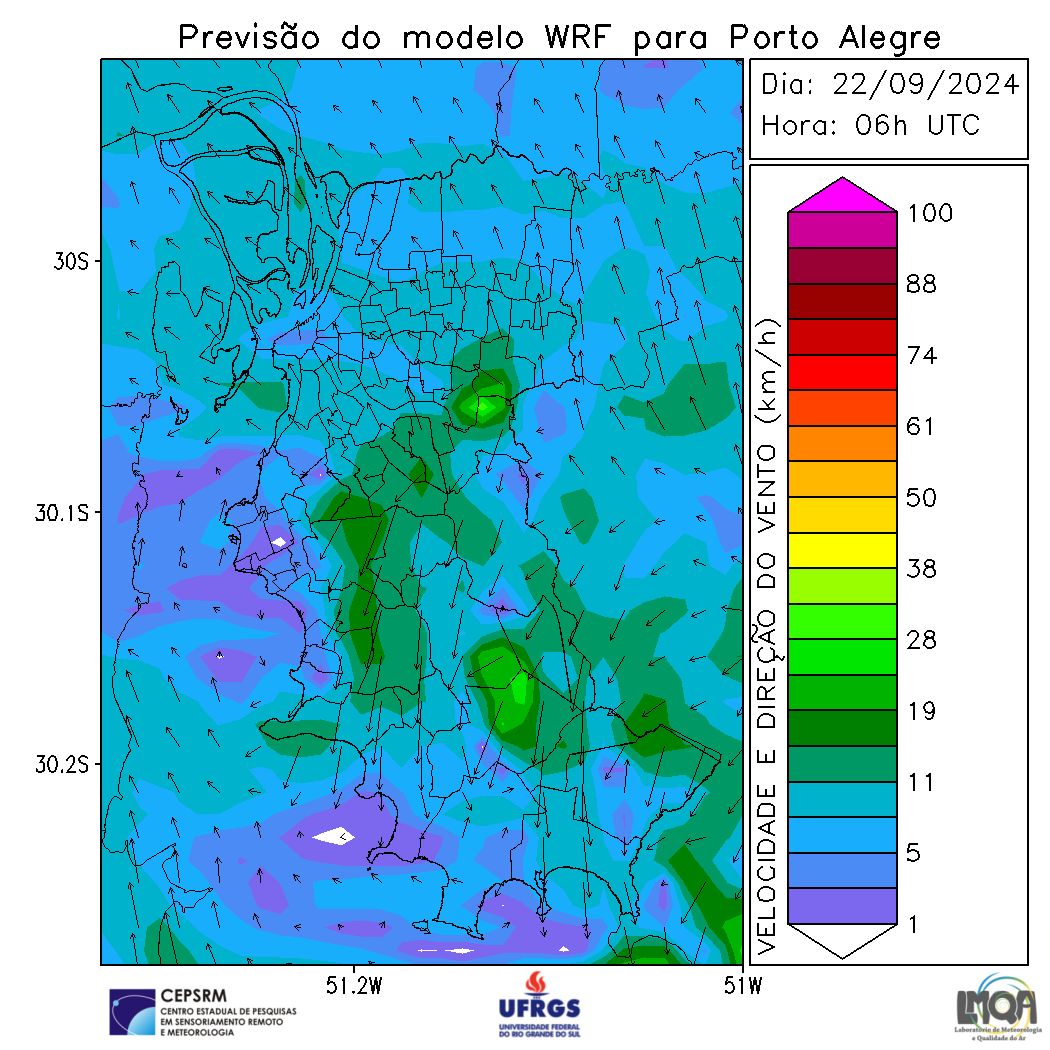 Previsão do modelo WRF para Porto Alegre
Dia: 22/09/2024
Hora: 06h UTC
30S
30.1S
30.2S
51.2W
51W
VELOCIDADE E DIREÇÃO DO VENTO (km/h)
100
88
74
61
50
38
28
19
11
5
1
CEPSRM
CENTRO ESTADUAL DE PESQUISAS
EM SENSORIAMENTO REMOTO
E METEOROLOGIA
UFRGS
UNIVERSIDADE FEDERAL
DO RIO GRANDE DO SUL
LMQA
Laboratório de Meteorologia
e Qualidade do Ar